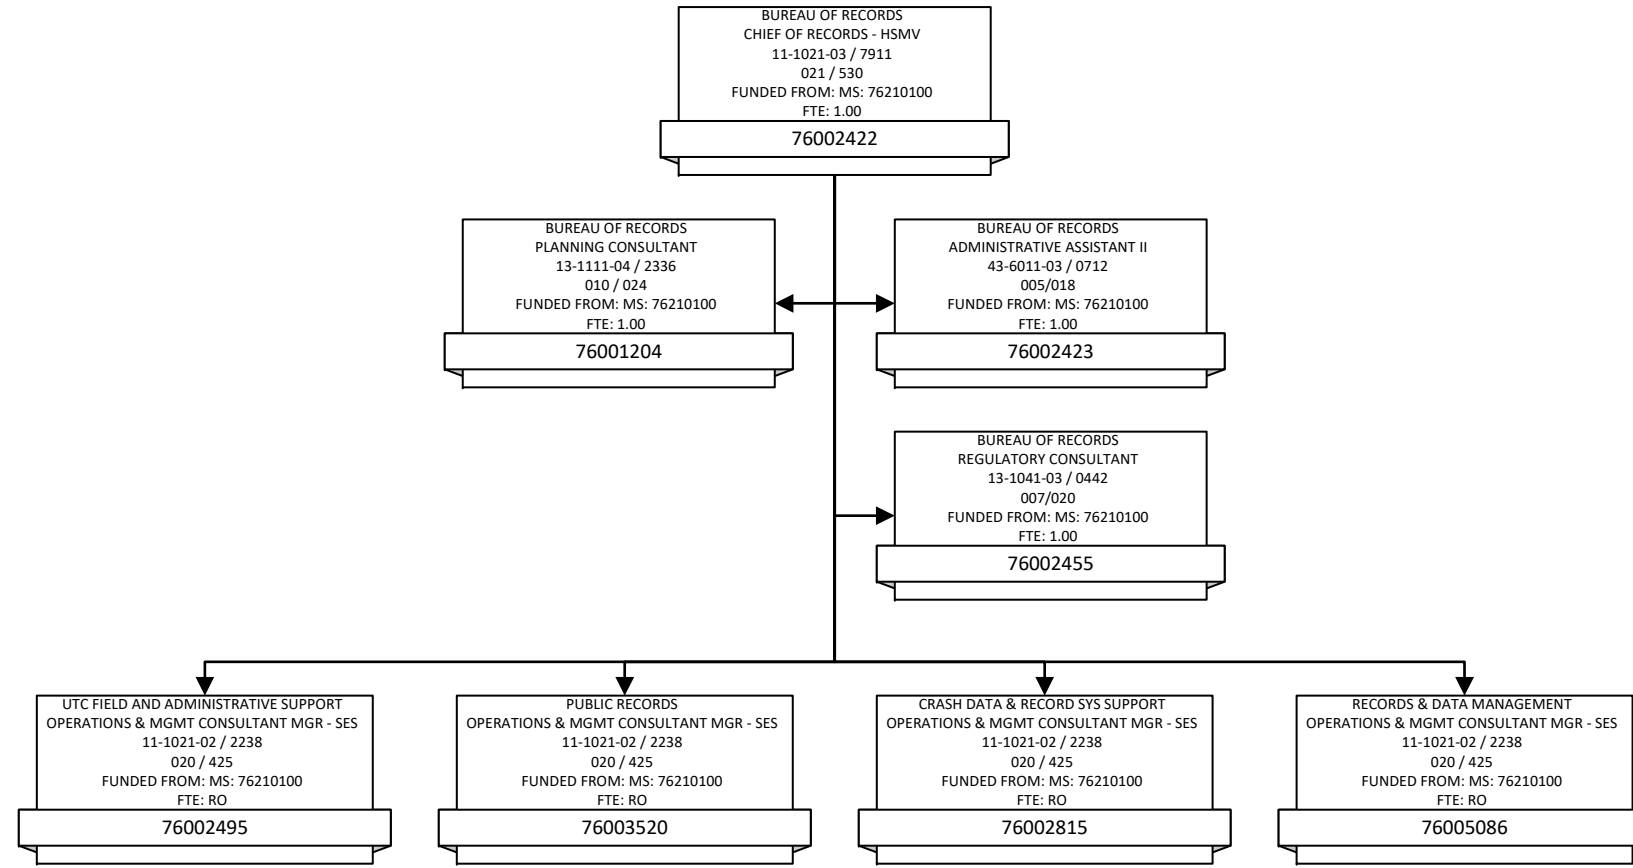 BUREAU OF RECORDS
CHIEF OF RECORDS - HSMV
11-1021-03 / 7911
021 / 530
FUNDED FROM: MS: 76210100
FTE: 1.00
76002422
BUREAU OF RECORDS
PLANNING CONSULTANT
13-1111-04 / 2336
010 / 024
FUNDED FROM: MS: 76210100
FTE: 1.00
76001204
BUREAU OF RECORDS
ADMINISTRATIVE ASSISTANT II
43-6011-03 / 0712
005/018
FUNDED FROM: MS: 76210100
FTE: 1.00
76002423
BUREAU OF RECORDS
REGULATORY CONSULTANT
13-1041-03 / 0442
007/020
FUNDED FROM: MS: 76210100
FTE: 1.00
76002455
UTC FIELD AND ADMINISTRATIVE SUPPORT
OPERATIONS & MGMT CONSULTANT MGR - SES
11-1021-02 / 2238
020 / 425
FUNDED FROM: MS: 76210100
FTE: RO
76002495
PUBLIC RECORDS
OPERATIONS & MGMT CONSULTANT MGR - SES
11-1021-02 / 2238
020 / 425
FUNDED FROM: MS: 76210100
FTE: RO
76003520
CRASH DATA & RECORD SYS SUPPORT
OPERATIONS & MGMT CONSULTANT MGR - SES
11-1021-02 / 2238
020 / 425
FUNDED FROM: MS: 76210100
FTE: RO
76002815
RECORDS & DATA MANAGEMENT
OPERATIONS & MGMT CONSULTANT MGR - SES
11-1021-02 / 2238
020 / 425
FUNDED FROM: MS: 76210100
FTE: RO
76005086